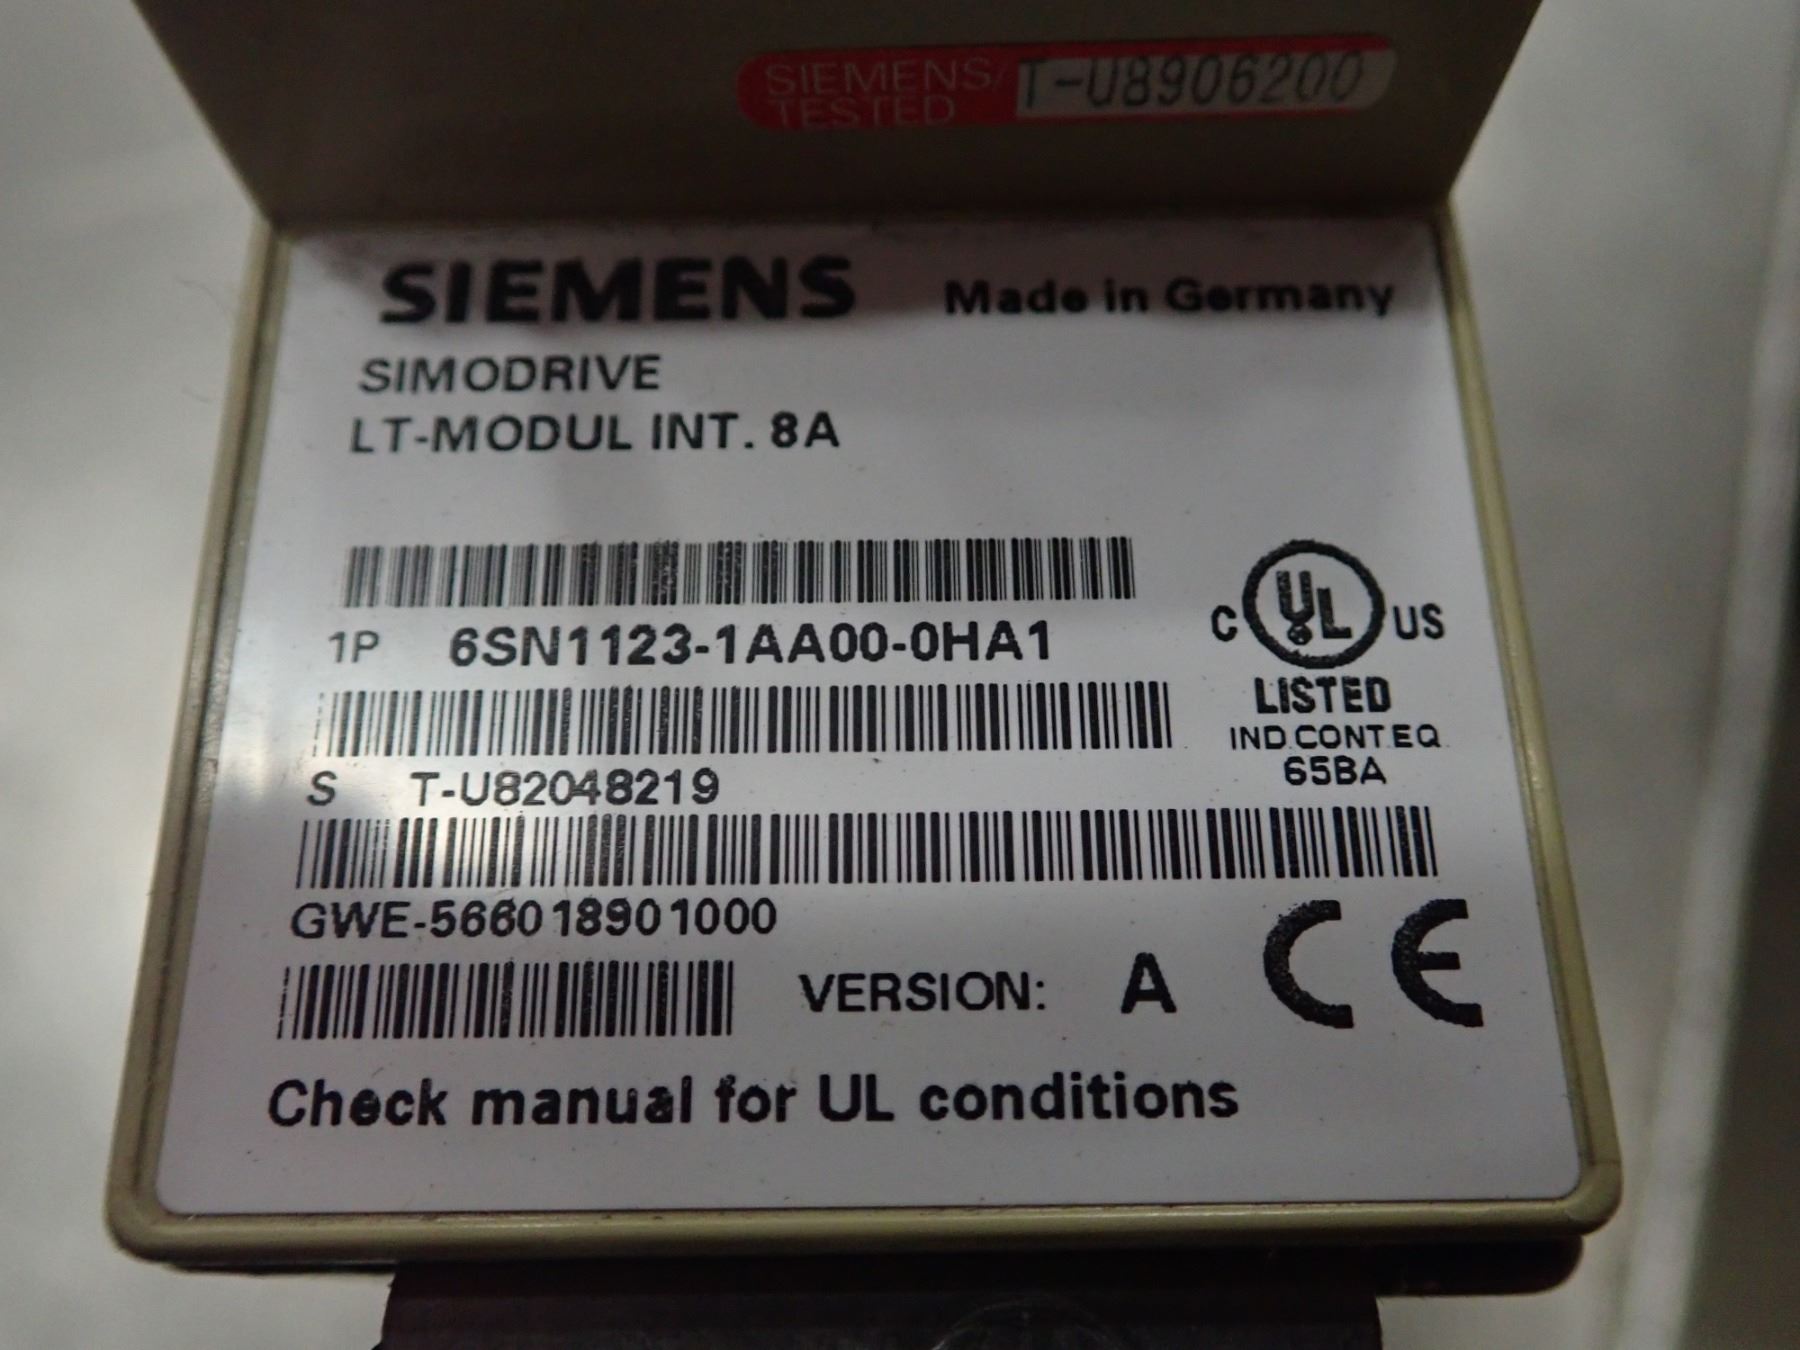 SIEMENS/ T-U8906200
TESTED
SIEMENS Made in Germany
SIMODRIVE
LT-MODUL INT. 8A
1P 6SN1123-1AA00-0HA1
C UL US
LISTED
IND.CONT.EQ.
65BA
S T-U82048219
GWE-566018901000
VERSION: A CE
Check manual for UL conditions